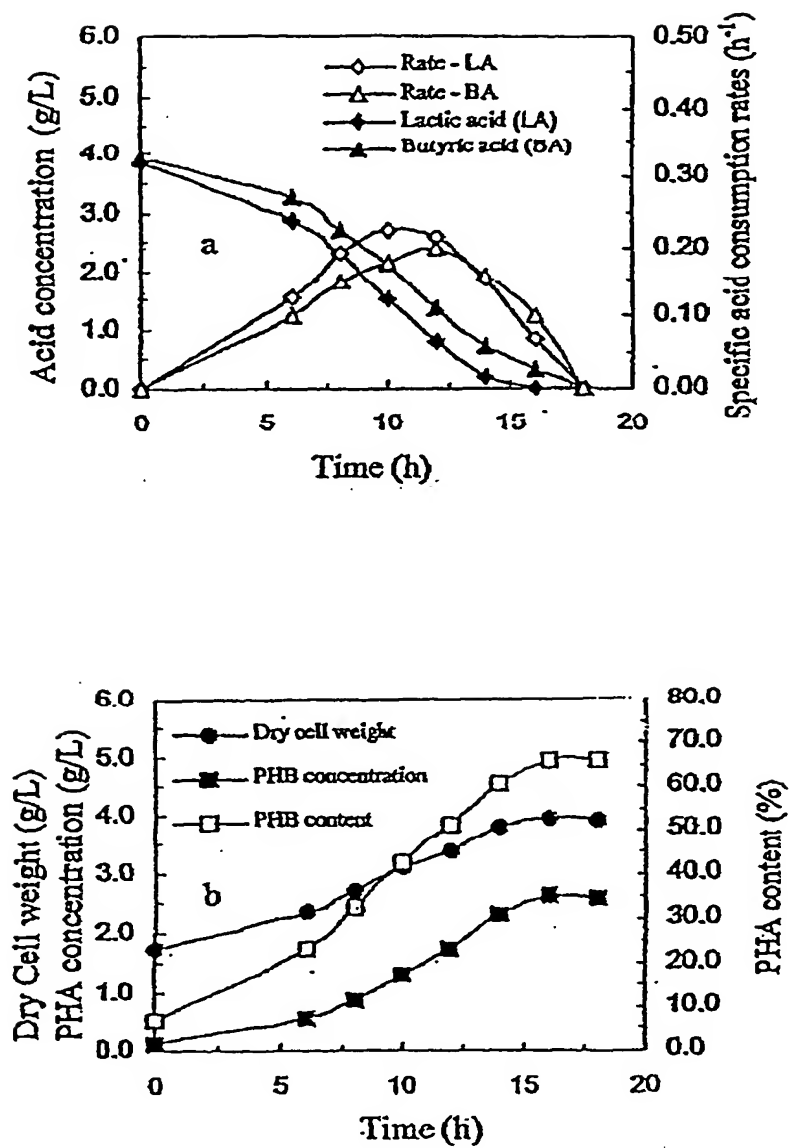 6.0
5.0
4.0
3.0
2.0
1.0
0.0
Acid concentration (g/L)
0.50
0.40
0.30
0.20
0.10
0.00
Specific acid consumption rates (h-1)
Rate - LA
Rate - BA
Lactic acid (LA)
Butyric acid (BA)
a
0 5 10 15 20
Time (h)
6.0
5.0
4.0
3.0
2.0
1.0
0.0
Dry Cell weight (g/L)
PHA concentration (g/L)
80.0
70.0
60.0
50.0
40.0
30.0
20.0
10.0
0.0
PHA content (%)
Dry cell weight
PHB concentration
PHB content
b
0 5 10 15 20
Time (h)